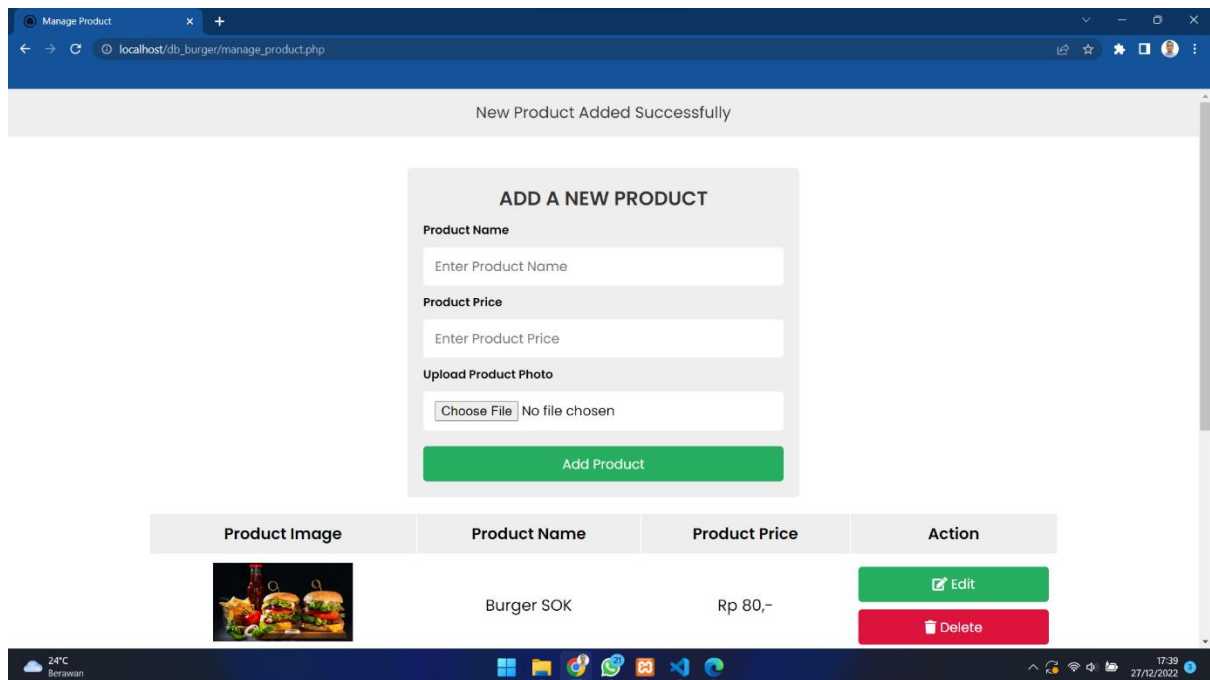 Manage Product
localhost/db_burger/manage_product.php
New Product Added Successfully
ADD A NEW PRODUCT
Product Name
Enter Product Name
Product Price
Enter Product Price
Upload Product Photo
Choose File No file chosen
Add Product
Product Image Product Name Product Price Action
Burger SOK Rp 80,- Edit
Delete
24°C
Berawan
21
17:39
27/12/2022
3